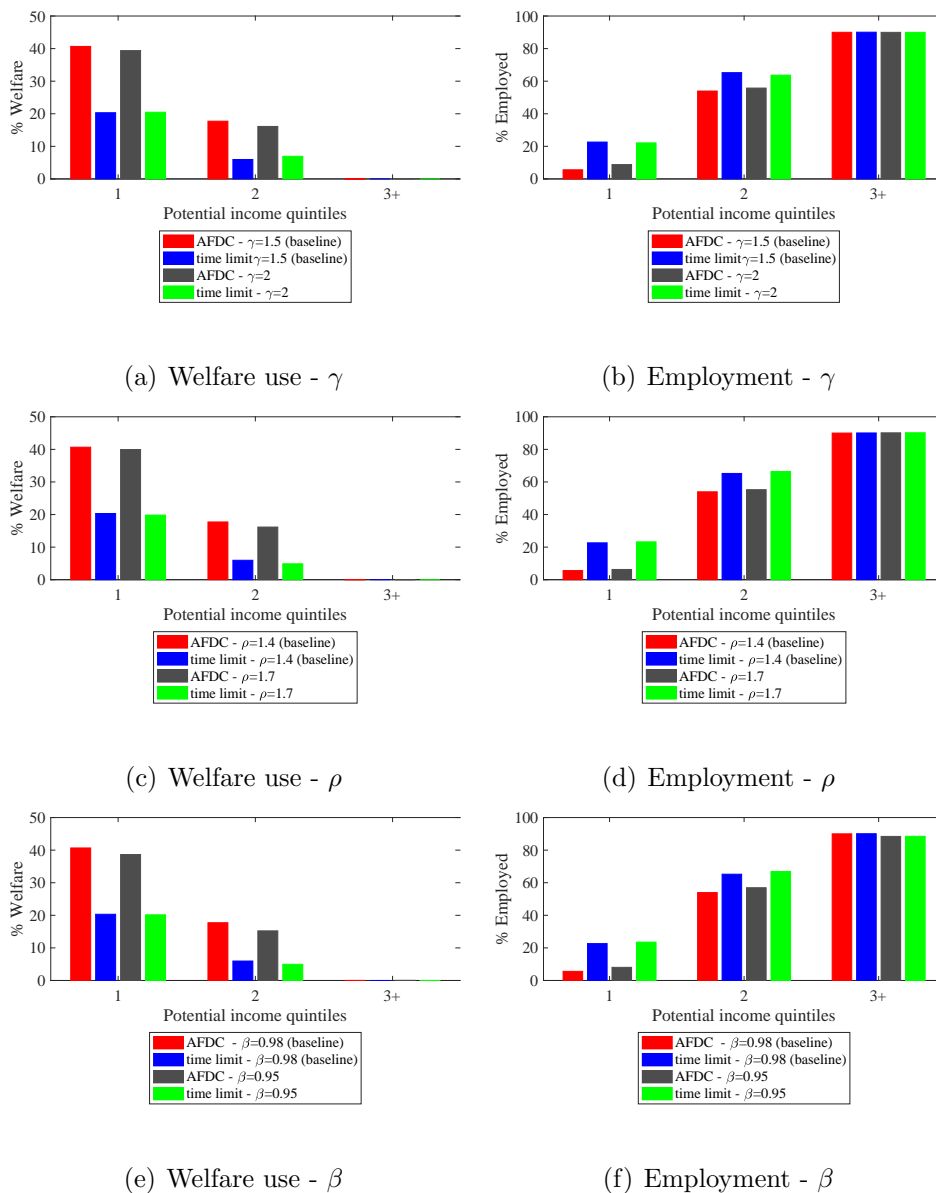 50
40
30
20
10
0
% Welfare
1
2
3+
Potential income quintiles
AFDC - γ=1.5 (baseline)
time limitγ=1.5 (baseline)
AFDC - γ=2
time limit - γ=2
(a) Welfare use - γ
100
80
60
40
20
0
% Employed
1
2
3+
Potential income quintiles
AFDC - γ=1.5 (baseline)
time limitγ=1.5 (baseline)
AFDC - γ=2
time limit - γ=2
(b) Employment - γ
50
40
30
20
10
0
% Welfare
1
2
3+
Potential income quintiles
AFDC - ρ=1.4 (baseline)
time limit - ρ=1.4 (baseline)
AFDC - ρ=1.7
time limit - ρ=1.7
(c) Welfare use - ρ
100
80
60
40
20
0
% Employed
1
2
3+
Potential income quintiles
AFDC - ρ=1.4 (baseline)
time limit - ρ=1.4 (baseline)
AFDC - ρ=1.7
time limit - ρ=1.7
(d) Employment - ρ
50
40
30
20
10
0
% Welfare
1
2
3+
Potential income quintiles
AFDC - β=0.98 (baseline)
time limit - β=0.98 (baseline)
AFDC - β=0.95
time limit - β=0.95
(e) Welfare use - β
100
80
60
40
20
0
% Employed
1
2
3+
Potential income quintiles
AFDC - β=0.98 (baseline)
time limit - β=0.98 (baseline)
AFDC - β=0.95
time limit - β=0.95
(f) Employment - β